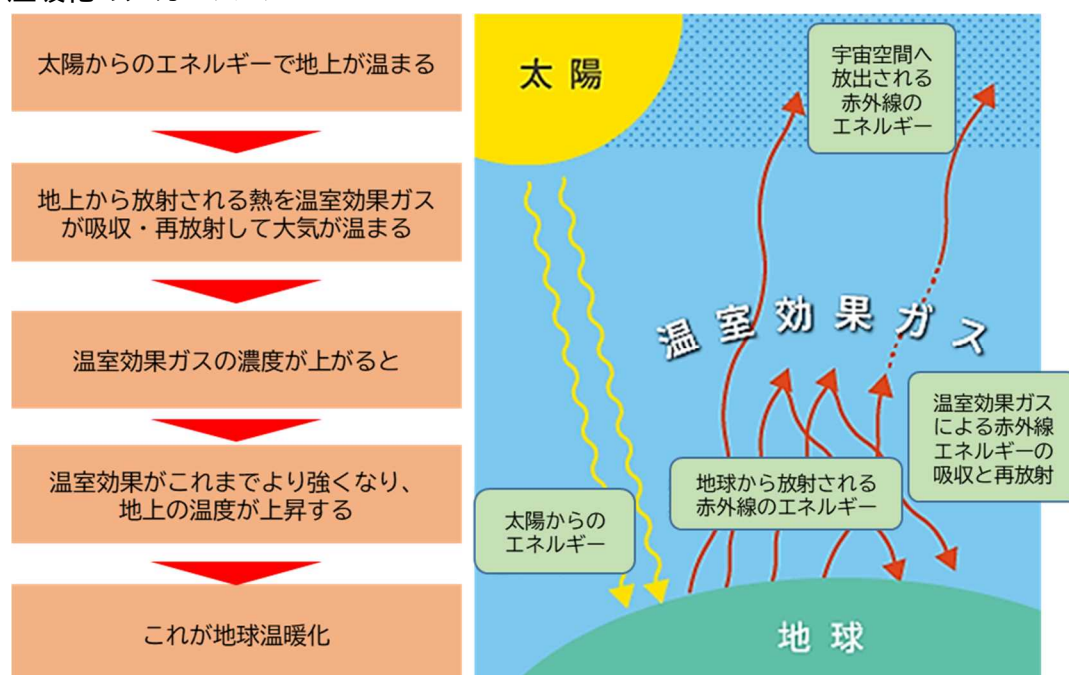 太陽からのエネルギーで地上が温まる
地上から放射される熱を温室効果ガス
が吸収・再放射して大気が温まる
温室効果ガスの濃度が上がると
温室効果がこれまでより強くなり、
地上の温度が上昇する
これが地球温暖化
太陽
宇宙空間へ
放出される
赤外線の
エネルギー
温室効果ガス
温室効果ガス
による赤外線
エネルギーの
吸収と再放射
地球から放射される
赤外線のエネルギー
太陽からの
エネルギー
地球